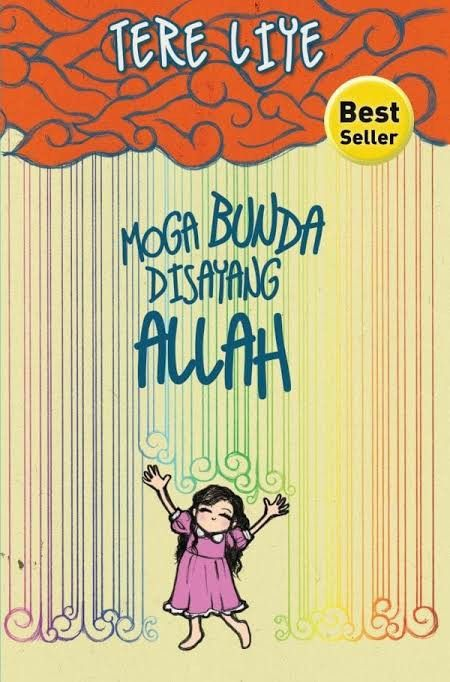 TERE LIYE
Best
Seller
MOGA BUNDA
DISAYANG
ALLAH